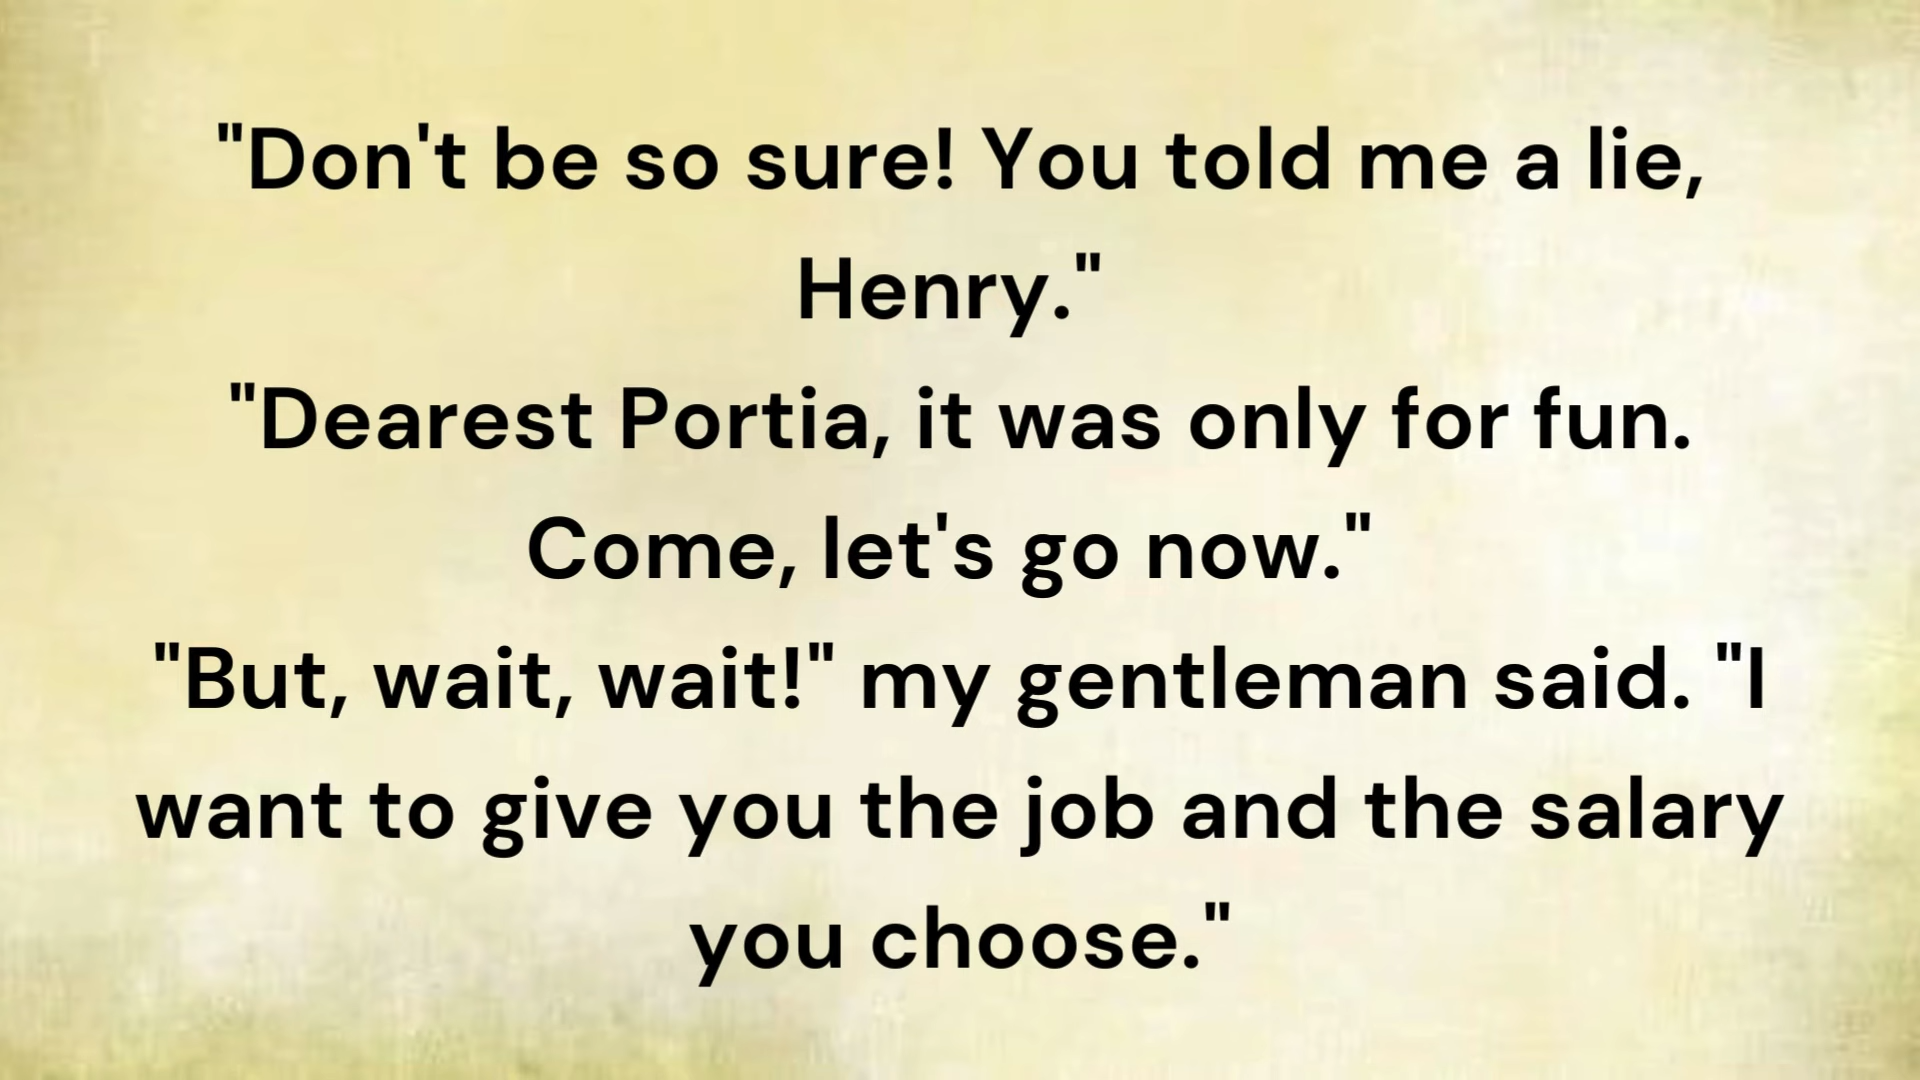 "Don't be so sure! You told me a lie,
Henry."
"Dearest Portia, it was only for fun.
Come, let's go now."
"But, wait, wait!" my gentleman said. "I
want to give you the job and the salary
you choose."